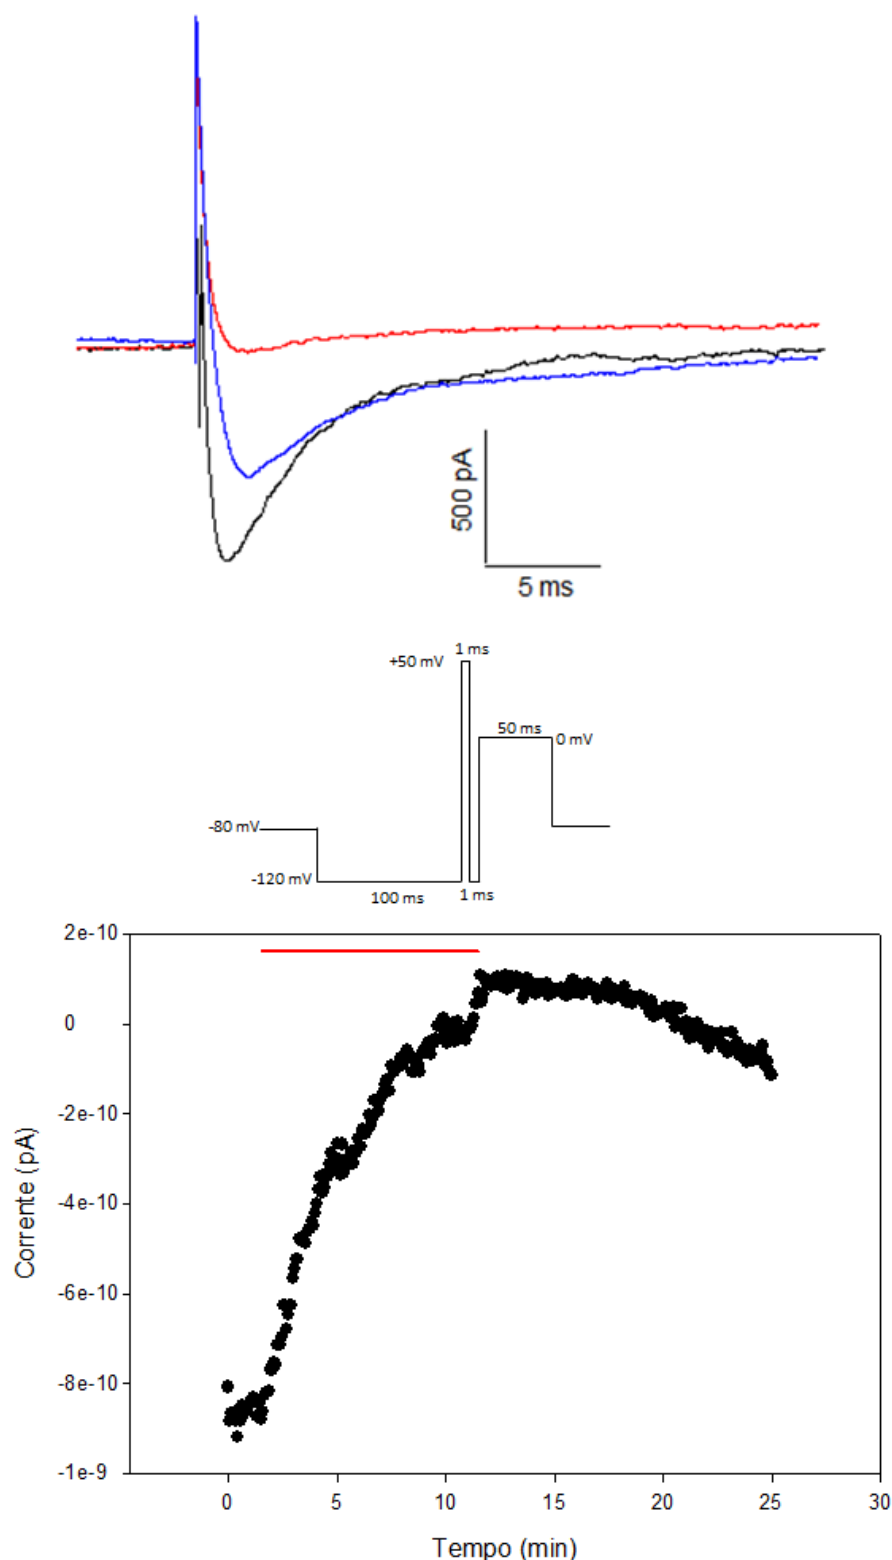 500 pA
5 ms
1 ms
+50 mV
50 ms
0 mV
-80 mV
-120 mV
100 ms
1 ms
2e-10
0
-2e-10
-4e-10
-6e-10
-8e-10
-1e-9
Corrente (pA)
0 5 10 15 20 25 30
Tempo (min)